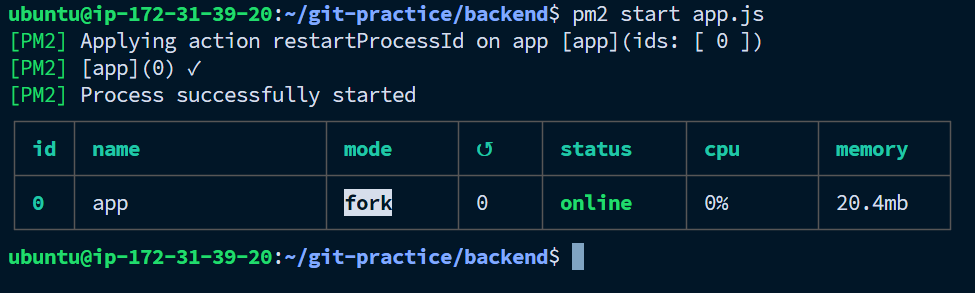 ubuntu@ip-172-31-39-20:~/git-practice/backend$ pm2 start app.js
[PM2] Applying action restartProcessId on app [app](ids: [ 0 ])
[PM2] [app](0) ✓
[PM2] Process successfully started
id name mode ↺ status cpu memory
0 app fork 0 online 0% 20.4mb
ubuntu@ip-172-31-39-20:~/git-practice/backend$